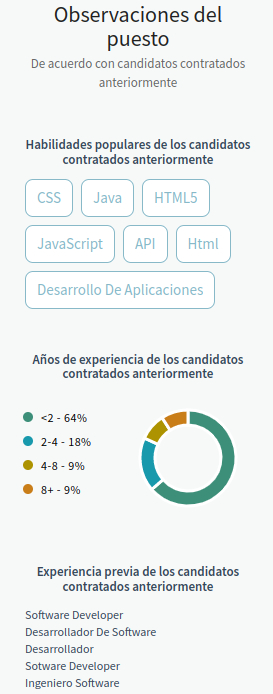 Observaciones del
puesto
De acuerdo con candidatos contratados
anteriormente
Habilidades populares de los candidatos
contratados anteriormente
CSS Java HTML5
JavaScript API Html
Desarrollo De Aplicaciones
Años de experiencia de los candidatos
contratados anteriormente
<2 - 64%
2-4 - 18%
4-8 - 9%
8+ - 9%
Experiencia previa de los candidatos
contratados anteriormente
Software Developer
Desarrollador De Software
Desarrollador
Sotware Developer
Ingeniero Software